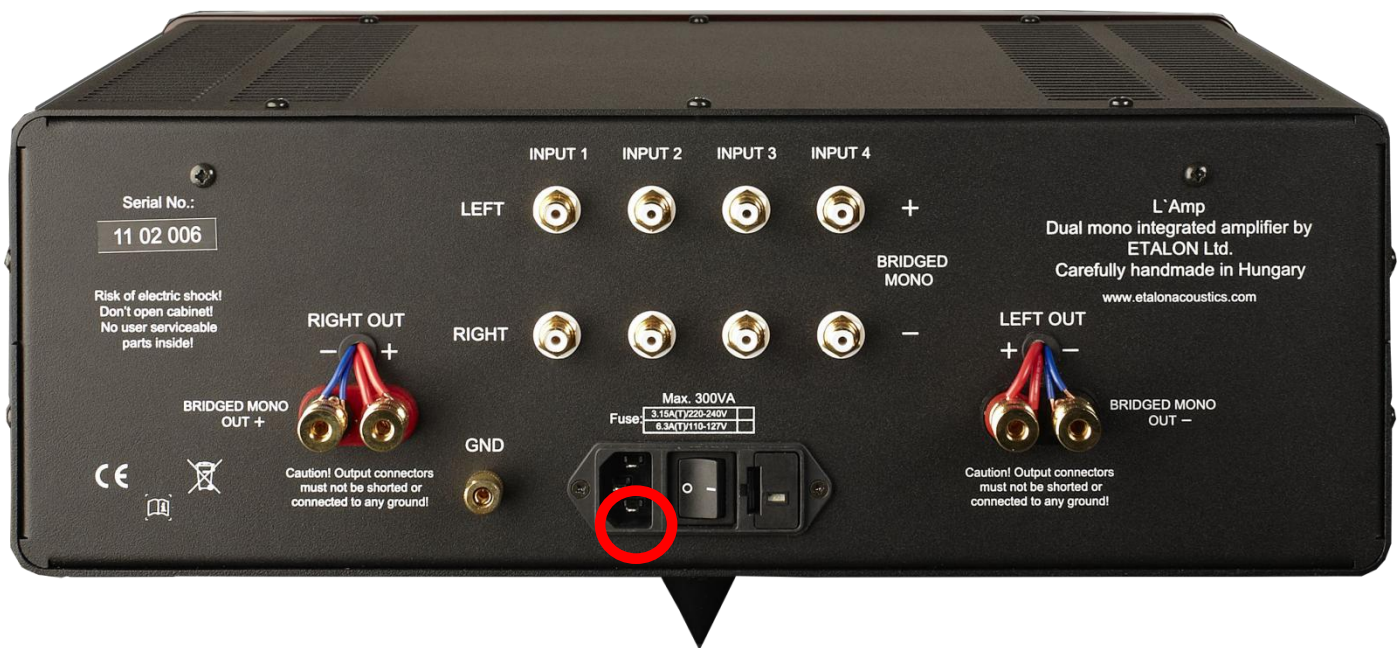 INPUT 1 INPUT 2 INPUT 3 INPUT 4
LEFT +
BRIDGED
MONO
RIGHT −
Serial No.:
11 02 006
Risk of electric shock!
Don't open cabinet!
No user serviceable
parts inside!
RIGHT OUT
− +
BRIDGED MONO
OUT +
Caution! Output connectors
must not be shorted or
connected to any ground!
CE
GND
Max. 300VA
Fuse:
3.15A(T)/220-240V
6.3A(T)/110-127V
O I
L`Amp
Dual mono integrated amplifier by
ETALON Ltd.
Carefully handmade in Hungary
www.etalonacoustics.com
LEFT OUT
+ −
BRIDGED MONO
OUT −
Caution! Output connectors
must not be shorted or
connected to any ground!